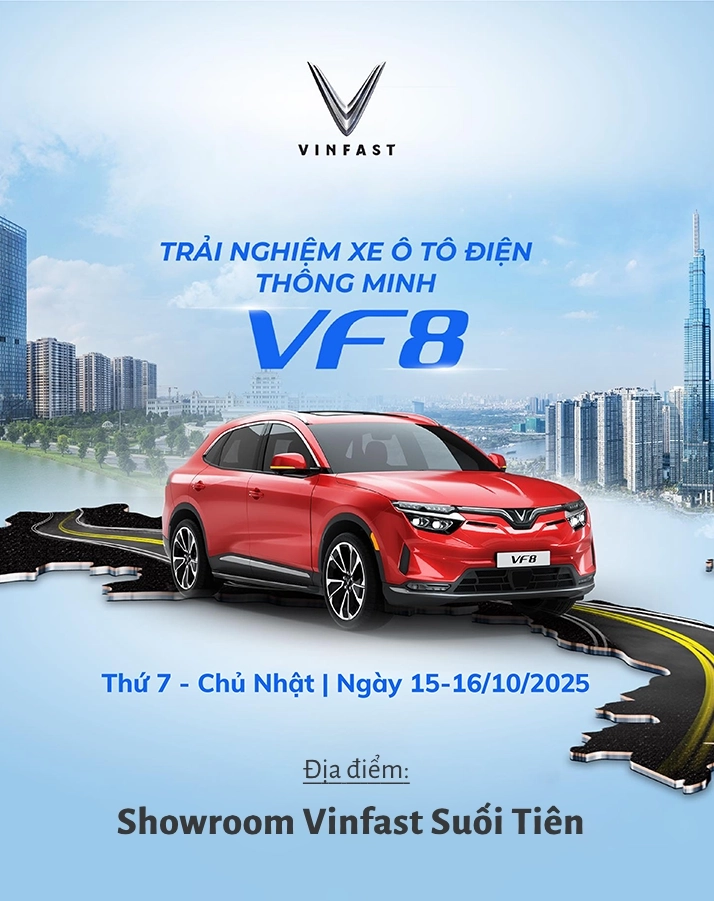 VINFAST
TRẢI NGHIỆM XE Ô TÔ ĐIỆN
THÔNG MINH
VF8
VF8
Thứ 7 - Chủ Nhật | Ngày 15-16/10/2025
Địa điểm:
Showroom Vinfast Suối Tiên